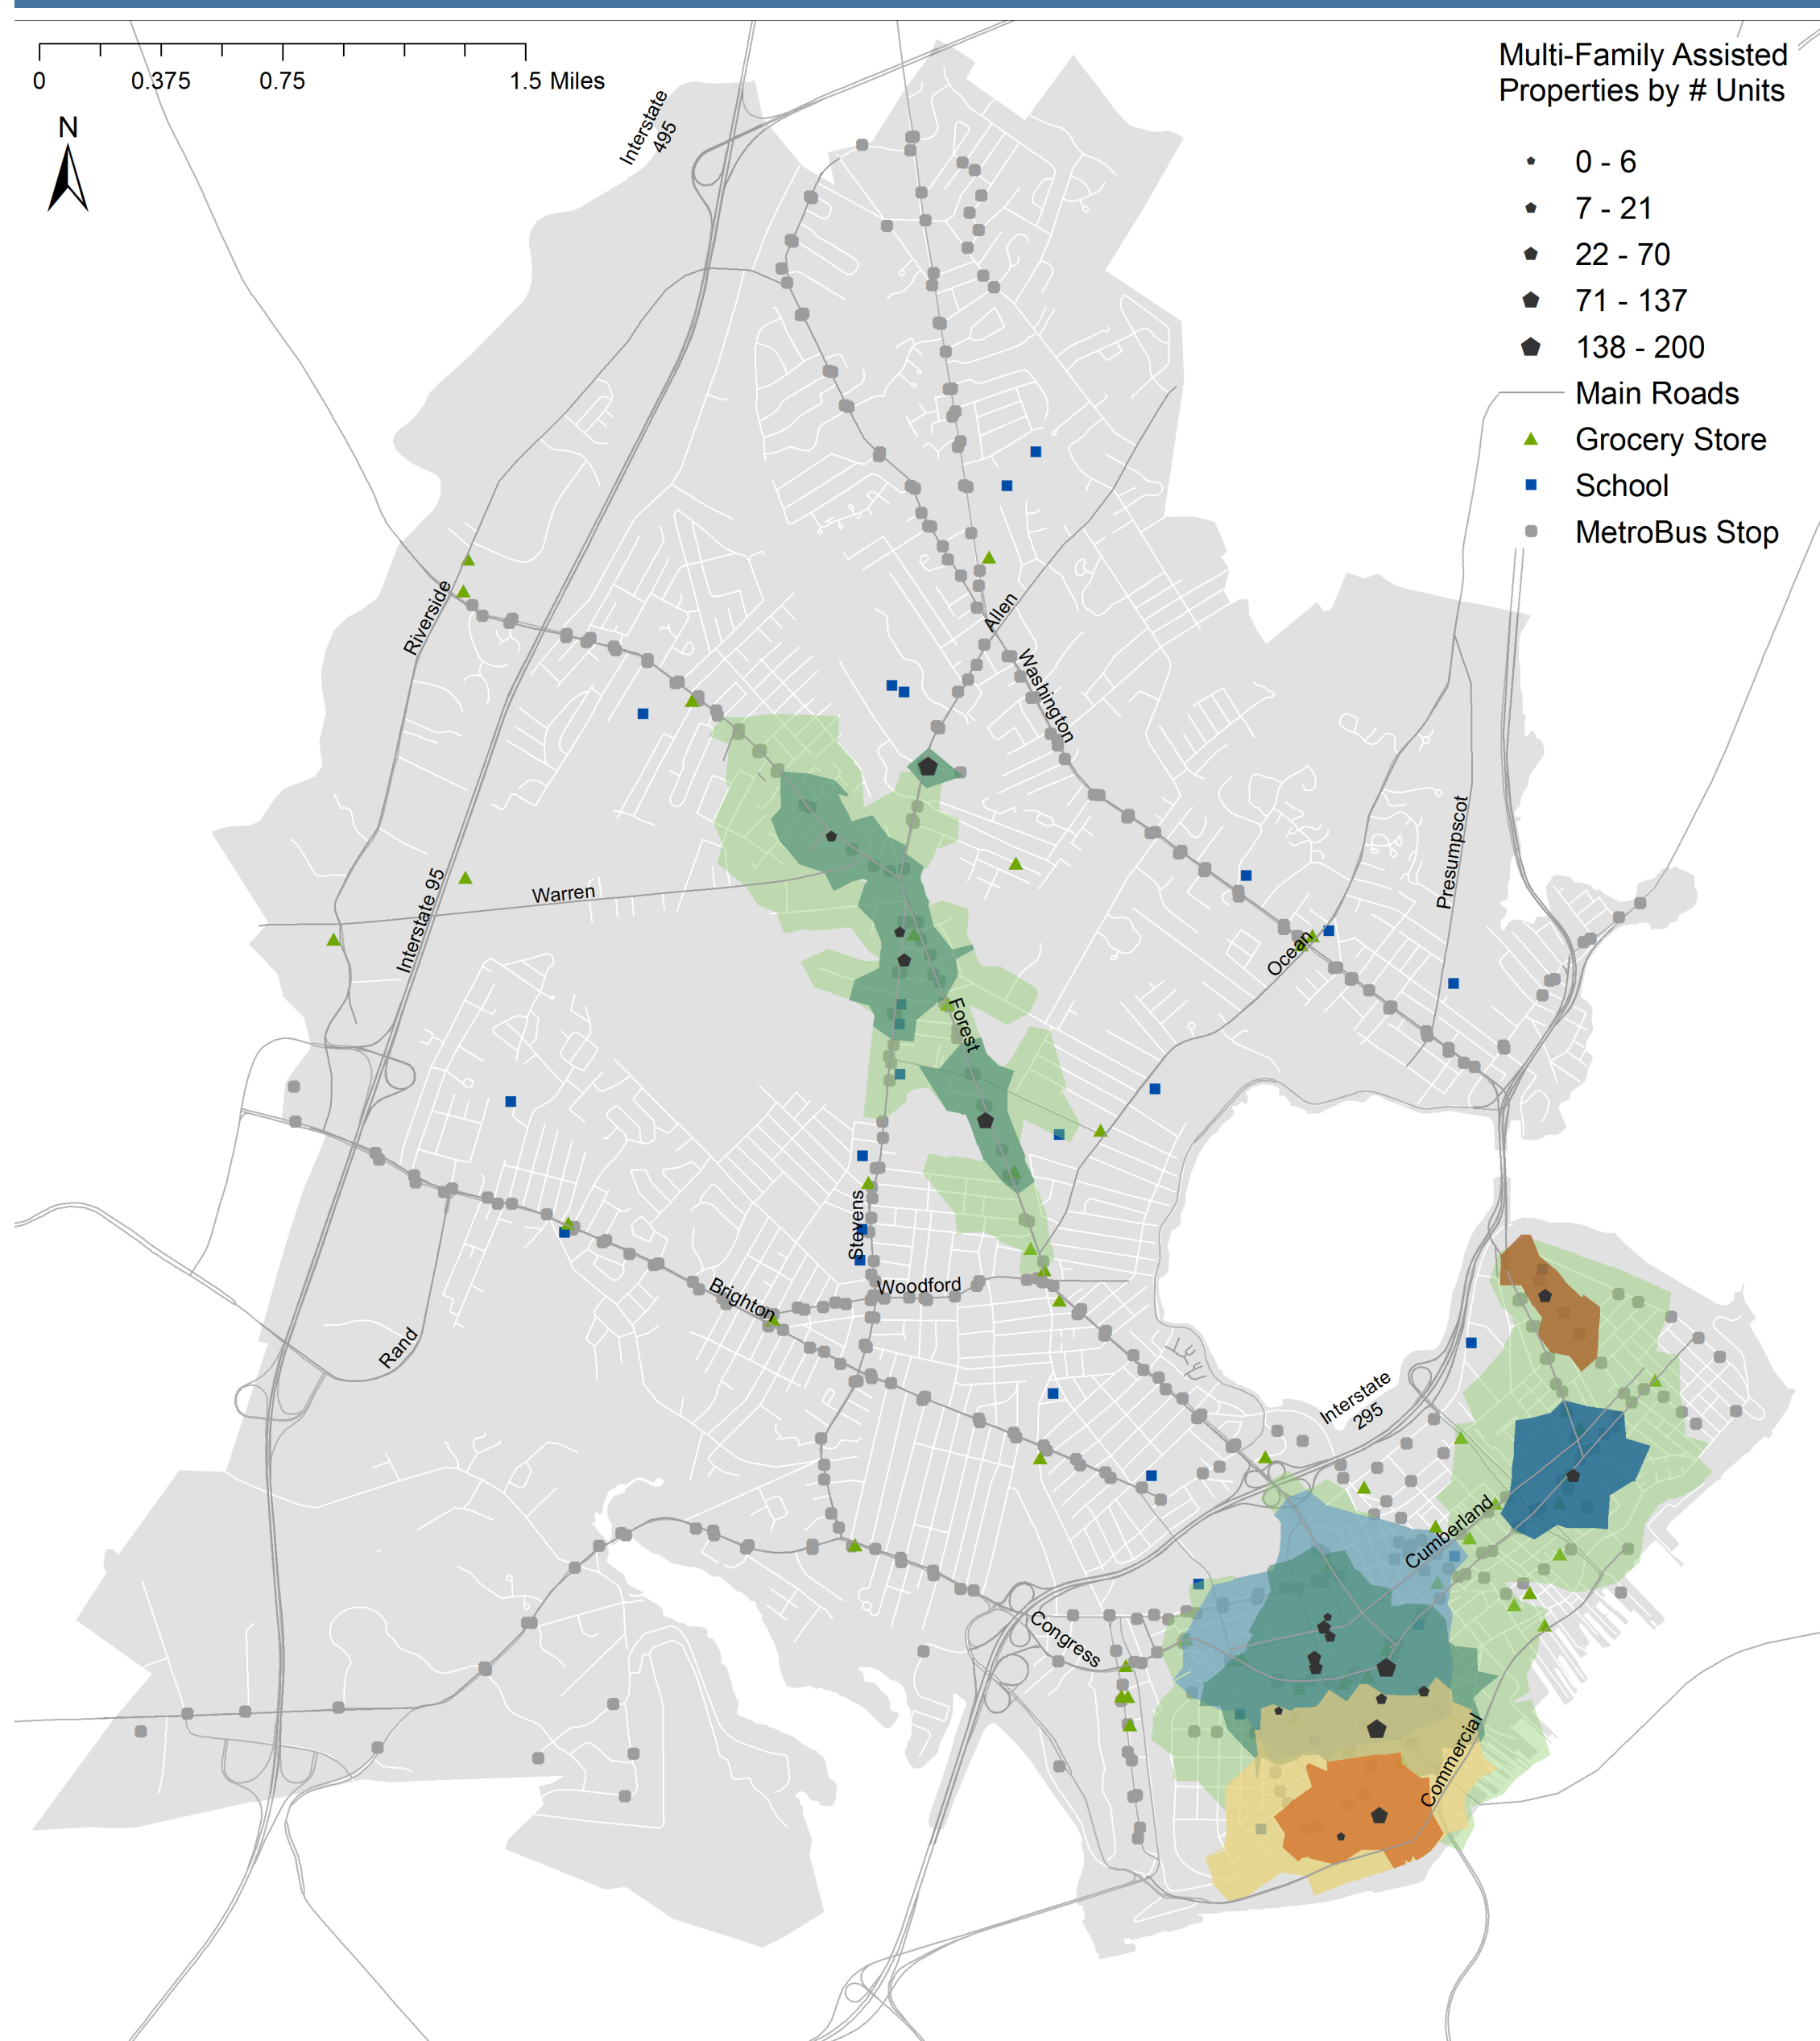 0 0.375 0.75 1.5 Miles
N
Multi-Family Assisted
Properties by # Units
0 - 6
7 - 21
22 - 70
71 - 137
138 - 200
Main Roads
Grocery Store
School
MetroBus Stop
Interstate
495
Riverside
Allen
Washington
Presumpscot
Warren
Interstate 95
Ocean
Forest
Stevens
Woodford
Brighton
Rand
Interstate
295
Cumberland
Congress
Commercial